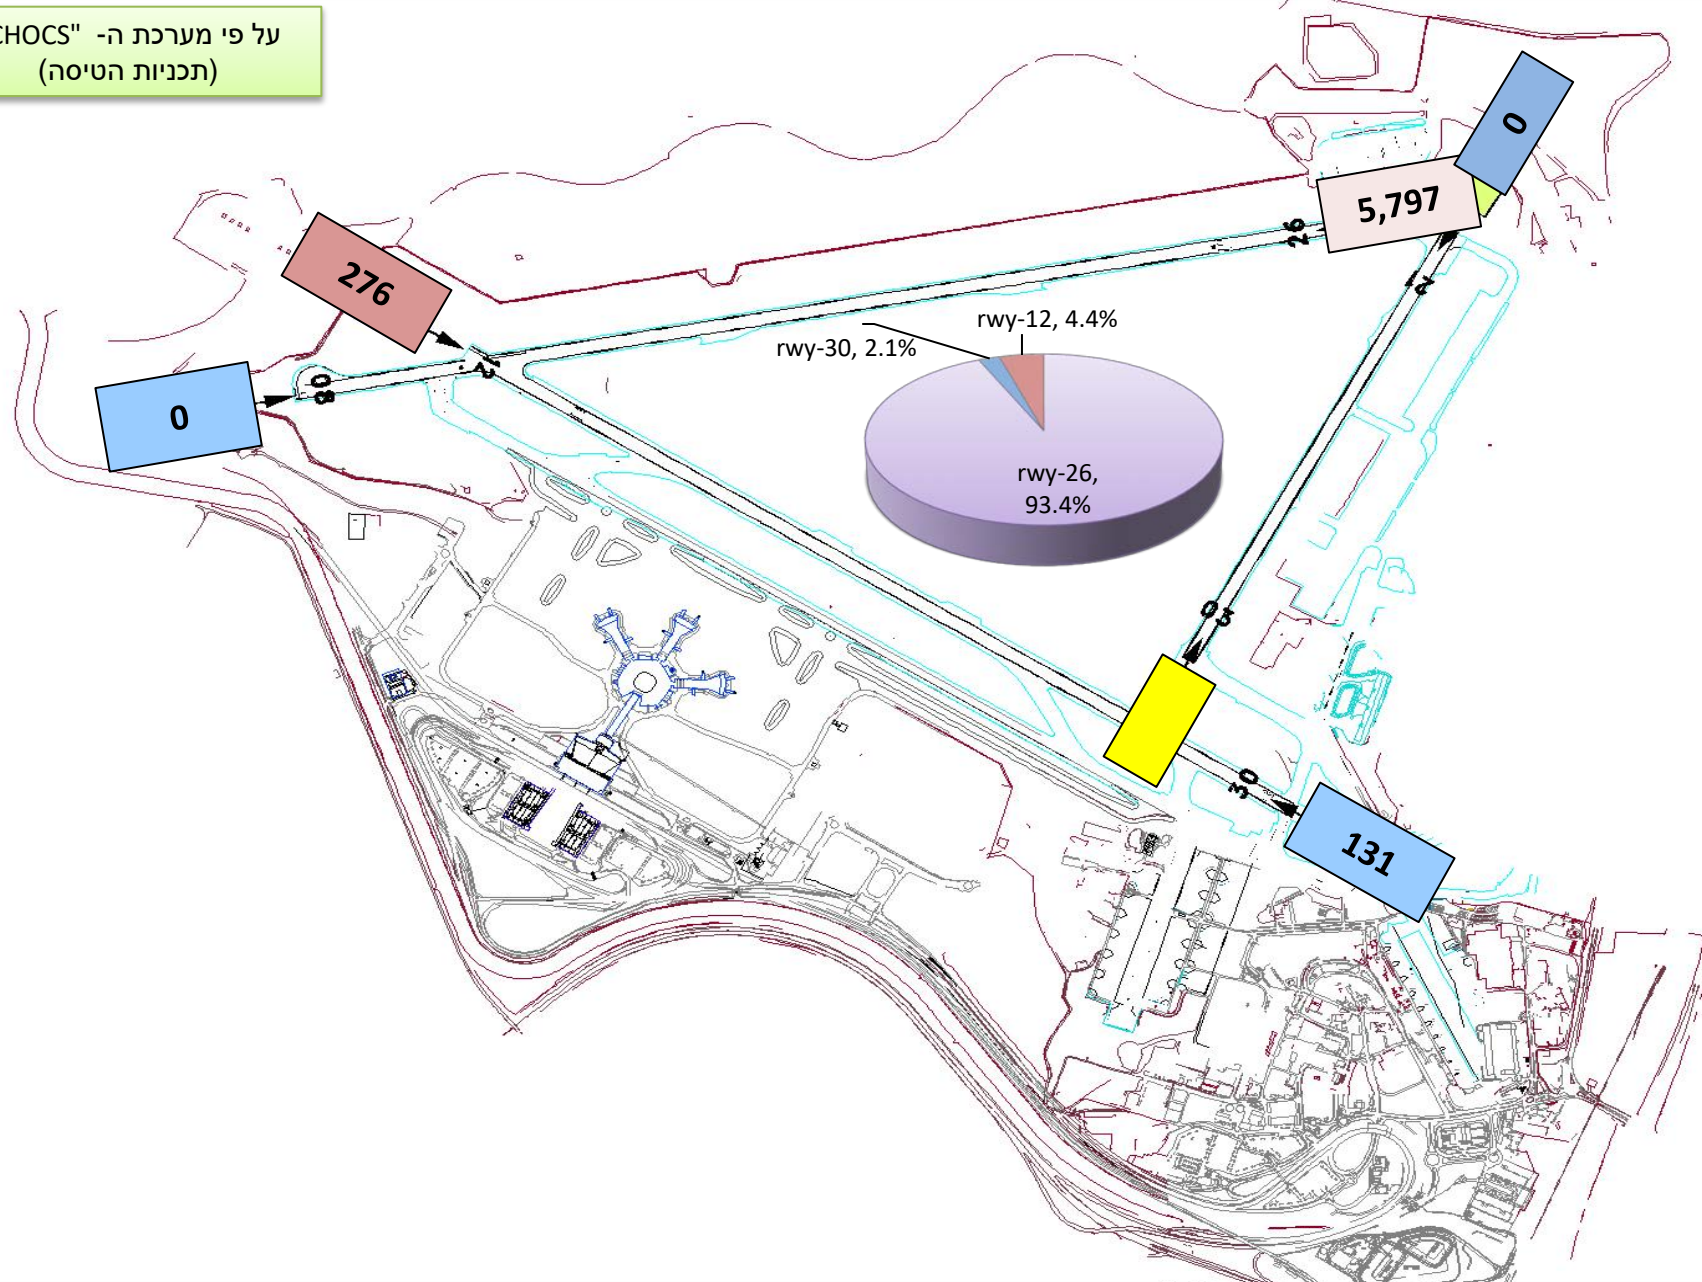 על פי מערכת ה- "CHOCS
(תכניות הטיסה)
0
5,797
26
276
21
rwy-12, 4.4%
rwy-30, 2.1%
12
08
0
rwy-26,
93.4%
03
30
131